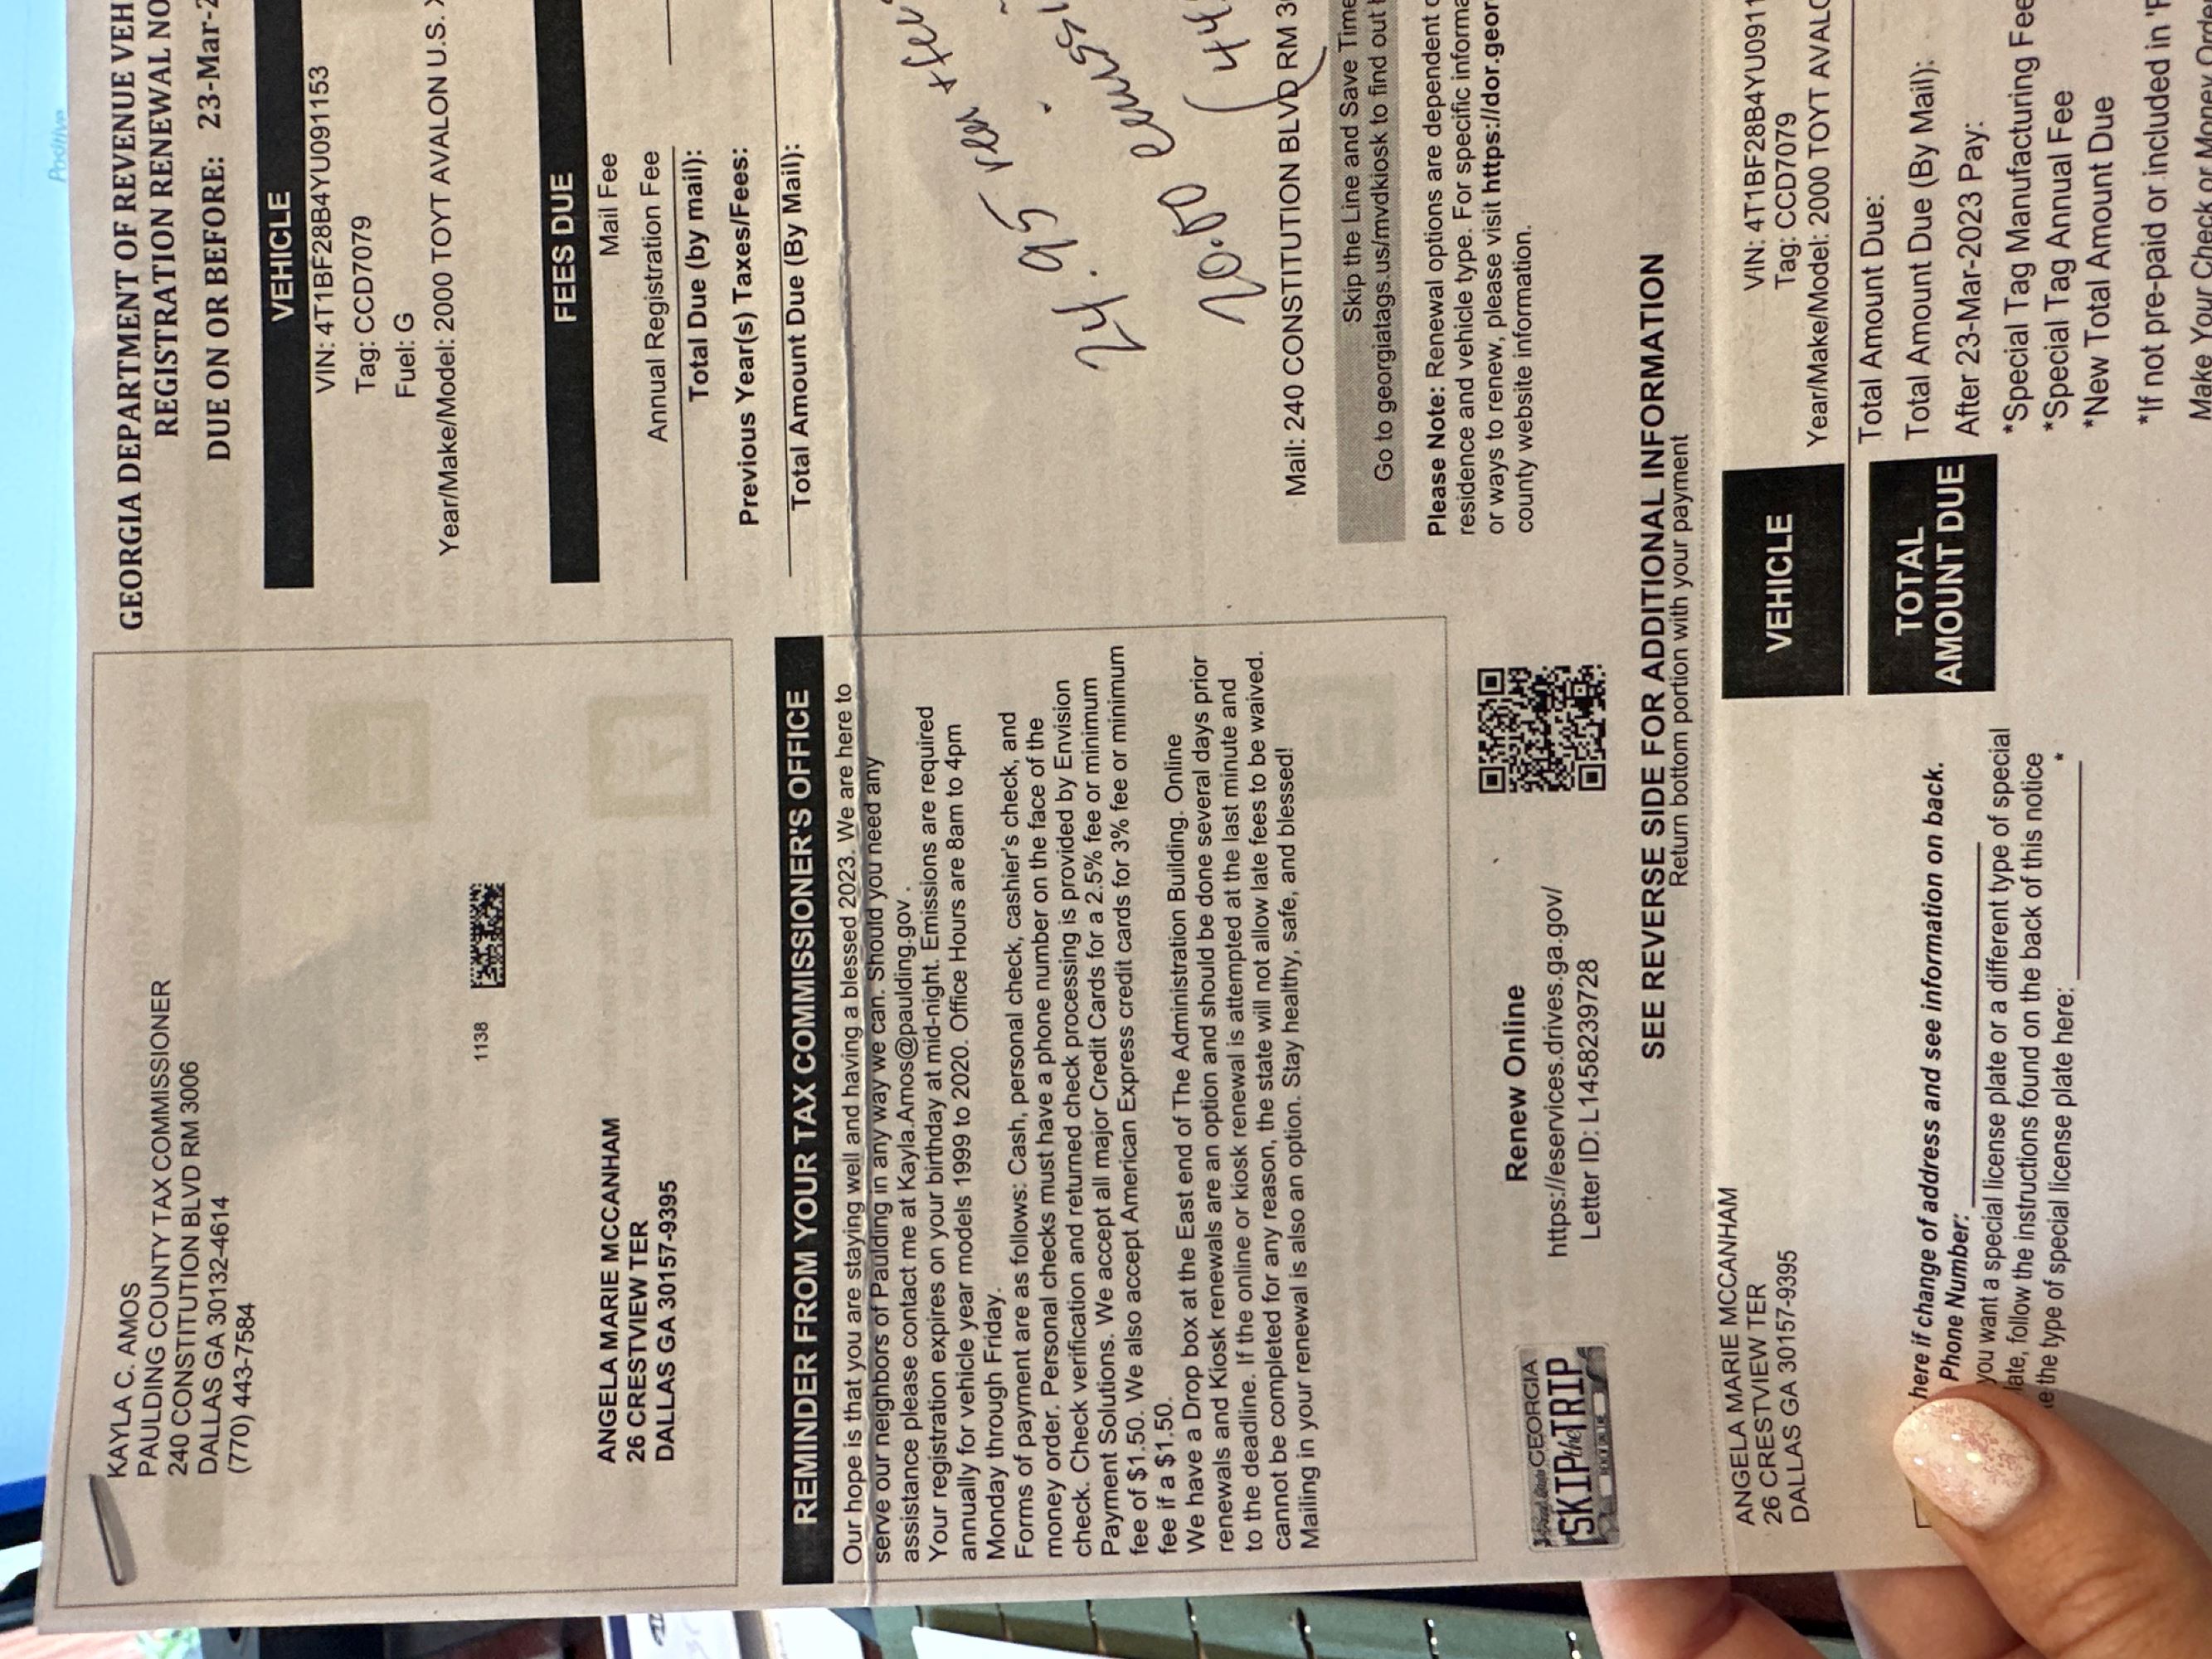 Positive
KAYLA C. AMOS
PAULDING COUNTY TAX COMMISSIONER
240 CONSTITUTION BLVD RM 3006
DALLAS GA 30132-4614
(770) 443-7584
1138
ANGELA MARIE MCCANHAM
26 CRESTVIEW TER
DALLAS GA 30157-9395
GEORGIA DEPARTMENT OF REVENUE VEH
REGISTRATION RENEWAL NO
DUE ON OR BEFORE: 23-Mar-2
VEHICLE
VIN: 4T1BF28B4YU091153
Tag: CCD7079
Fuel: G
Year/Make/Model: 2000 TOYT AVALON U.S. X
FEES DUE
Mail Fee
Annual Registration Fee
Total Due (by mail):
Previous Year(s) Taxes/Fees:
Total Amount Due (By Mail):
REMINDER FROM YOUR TAX COMMISSIONER'S OFFICE
Our hope is that you are staying well and having a blessed 2023. We are here to
serve our neighbors of Paulding in any way we can. Should you need any
assistance please contact me at Kayla.Amos@paulding.gov .
Your registration expires on your birthday at mid-night. Emissions are required
annually for vehicle year models 1999 to 2020. Office Hours are 8am to 4pm
Monday through Friday.
Forms of payment are as follows: Cash, personal check, cashier's check, and
money order. Personal checks must have a phone number on the face of the
check. Check verification and returned check processing is provided by Envision
Payment Solutions. We accept all major Credit Cards for a 2.5% fee or minimum
fee of $1.50. We also accept American Express credit cards for 3% fee or minimum
fee if a $1.50.
We have a Drop box at the East end of The Administration Building. Online
renewals and Kiosk renewals are an option and should be done several days prior
to the deadline. If the online or kiosk renewal is attempted at the last minute and
cannot be completed for any reason, the state will not allow late fees to be waived.
Mailing in your renewal is also an option. Stay healthy, safe, and blessed!
24.95 ren + fee
20.00 emissi
(44.
Mail: 240 CONSTITUTION BLVD RM 30
Skip the Line and Save Time
Go to georgiatags.us/mvdkiosk to find out
Please Note: Renewal options are dependent o
residence and vehicle type. For specific informa
or ways to renew, please visit https://dor.geor
county website information.
GEORGIA
SKIP the TRIP
RENEW ONLINE
Renew Online
https://eservices.drives.ga.gov/
Letter ID: L1458239728
SEE REVERSE SIDE FOR ADDITIONAL INFORMATION
Return bottom portion with your payment
ANGELA MARIE MCCANHAM
26 CRESTVIEW TER
DALLAS GA 30157-9395
VEHICLE
VIN: 4T1BF28B4YU0911
Tag: CCD7079
Year/Make/Model: 2000 TOYT AVALO
TOTAL
AMOUNT DUE
Total Amount Due:
Total Amount Due (By Mail):
After 23-Mar-2023 Pay:
*Special Tag Manufacturing Fee
*Special Tag Annual Fee
*New Total Amount Due
*If not pre-paid or included in 'F
Make Your Check or Money Orde
here if change of address and see information on back.
Phone Number:
you want a special license plate or a different type of special
late, follow the instructions found on the back of this notice
the type of special license plate here: *